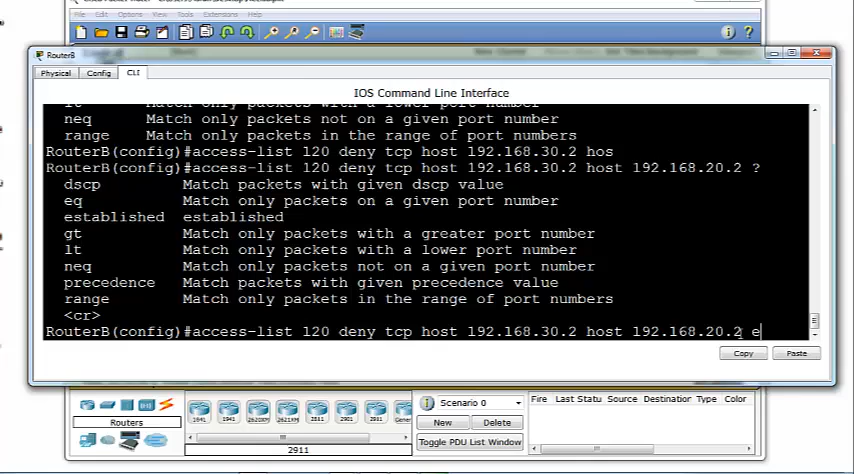 File Edit Options View Tools Extensions Help
RouterB
Physical Config CLI
IOS Command Line Interface
lt Match only packets with a lower port number
neq Match only packets not on a given port number
range Match only packets in the range of port numbers
RouterB(config)#access-list 120 deny tcp host 192.168.30.2 hos
RouterB(config)#access-list 120 deny tcp host 192.168.30.2 host 192.168.20.2 ?
dscp Match packets with given dscp value
eq Match only packets on a given port number
established established
gt Match only packets with a greater port number
lt Match only packets with a lower port number
neq Match only packets not on a given port number
precedence Match packets with given precedence value
range Match only packets in the range of port numbers
<cr>
RouterB(config)#access-list 120 deny tcp host 192.168.30.2 host 192.168.20.2 e
Copy Paste
Scenario 0
Fire Last Statu Source Destination Type Color
1841 1941 2620XM 2621XM 2811 2901 2911 Generi
Routers
New Delete
Toggle PDU List Window
2911